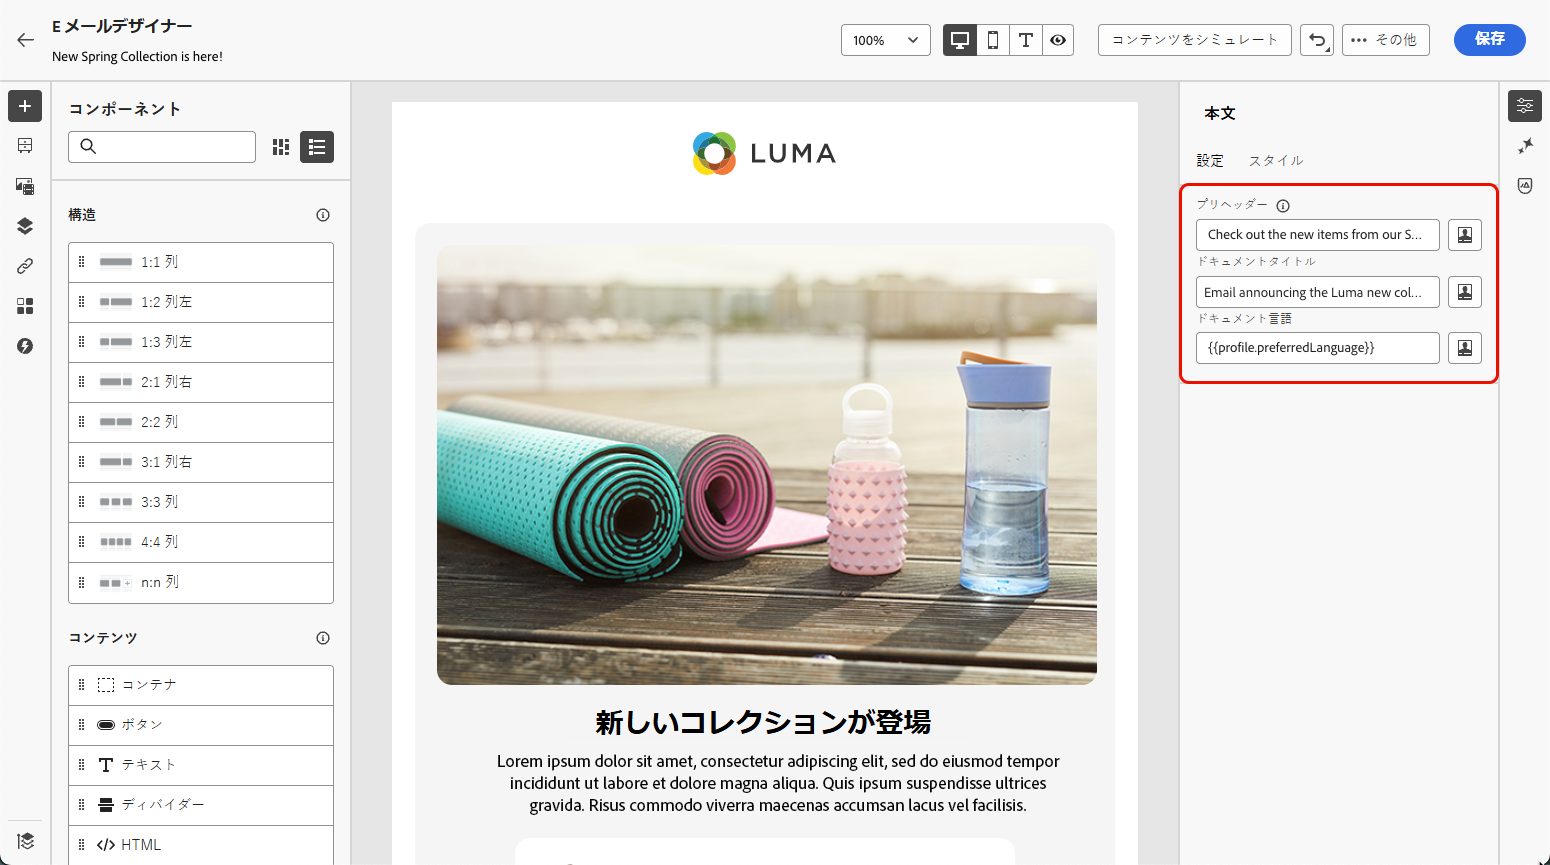 E メールデザイナー
New Spring Collection is here!
100%
コンテンツをシミュレート
••• その他
保存
コンポーネント
構造
1:1 列
1:2 列左
1:3 列左
2:1 列右
2:2 列
3:1 列右
3:3 列
4:4 列
n:n 列
コンテンツ
コンテナ
ボタン
テキスト
ディバイダー
HTML
LUMA
新しいコレクションが登場
Lorem ipsum dolor sit amet, consectetur adipiscing elit, sed do eiusmod tempor
incididunt ut labore et dolore magna aliqua. Quis ipsum suspendisse ultrices
gravida. Risus commodo viverra maecenas accumsan lacus vel facilisis.
本文
設定 スタイル
プリヘッダー
Check out the new items from our S...
ドキュメントタイトル
Email announcing the Luma new col...
ドキュメント言語
{{profile.preferredLanguage}}